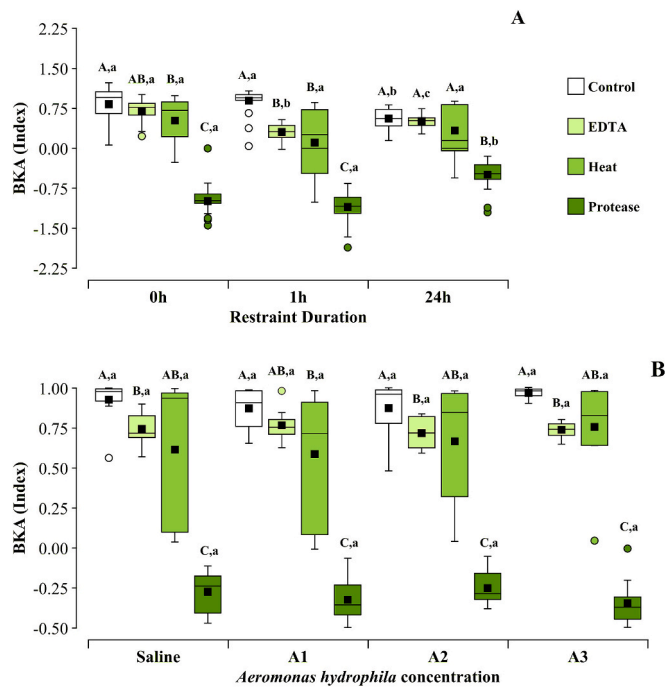 A
2.25
1.50
0.75
0.00
-0.75
-1.50
-2.25
BKA (Index)
A,a AB,a B,a C,a
A,a B,b B,a C,a
A,b A,c A,a B,b
Control
EDTA
Heat
Protease
0h 1h 24h
Restraint Duration
B
1.00
0.75
0.50
0.00
-0.25
-0.50
BKA (Index)
A,a B,a AB,a C,a
A,a AB,a B,a C,a
A,a B,a AB,a C,a
A,a B,a AB.a C,a
Saline A1 A2 A3
Aeromonas hydrophila concentration